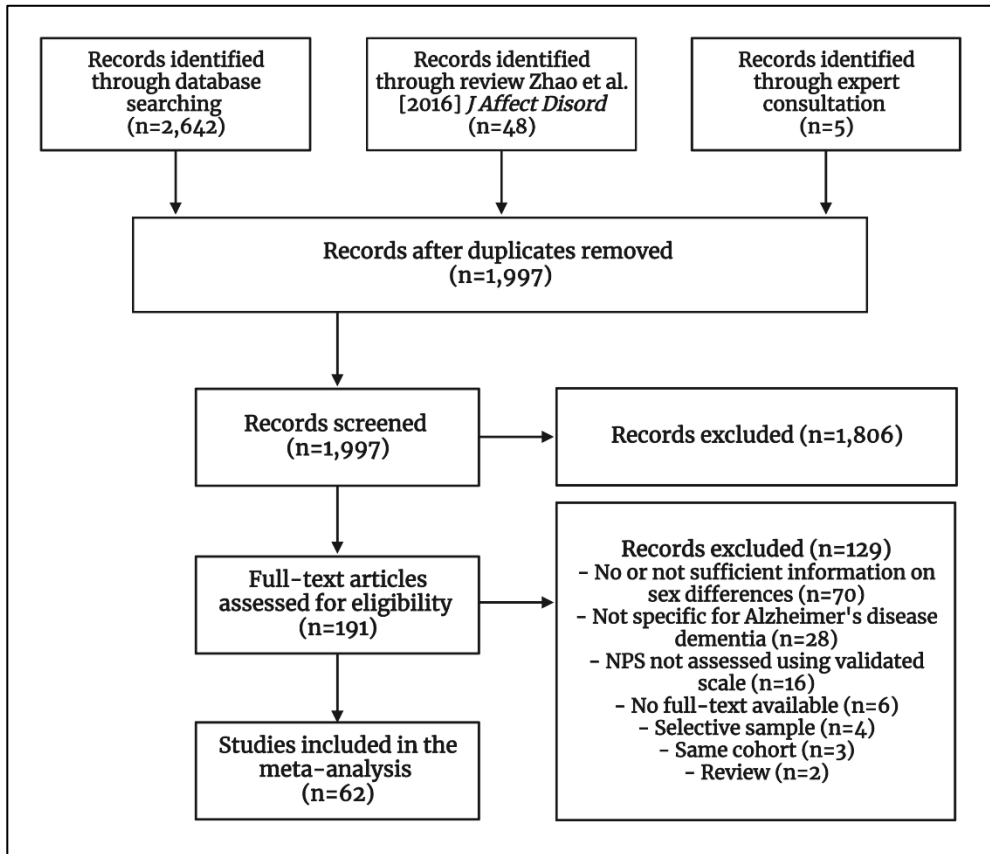 Records identified
through database
searching
(n=2,642)
Records identified
through review Zhao et al.
[2016] J Affect Disord
(n=48)
Records identified
through expert
consultation
(n=5)
Records after duplicates removed
(n=1,997)
Records screened
(n=1,997)
Records excluded (n=1,806)
Full-text articles
assessed for eligibility
(n=191)
Records excluded (n=129)
- No or not sufficient information on
sex differences (n=70)
- Not specific for Alzheimer's disease
dementia (n=28)
- NPS not assessed using validated
scale (n=16)
- No full-text available (n=6)
- Selective sample (n=4)
- Same cohort (n=3)
- Review (n=2)
Studies included in the
meta-analysis
(n=62)